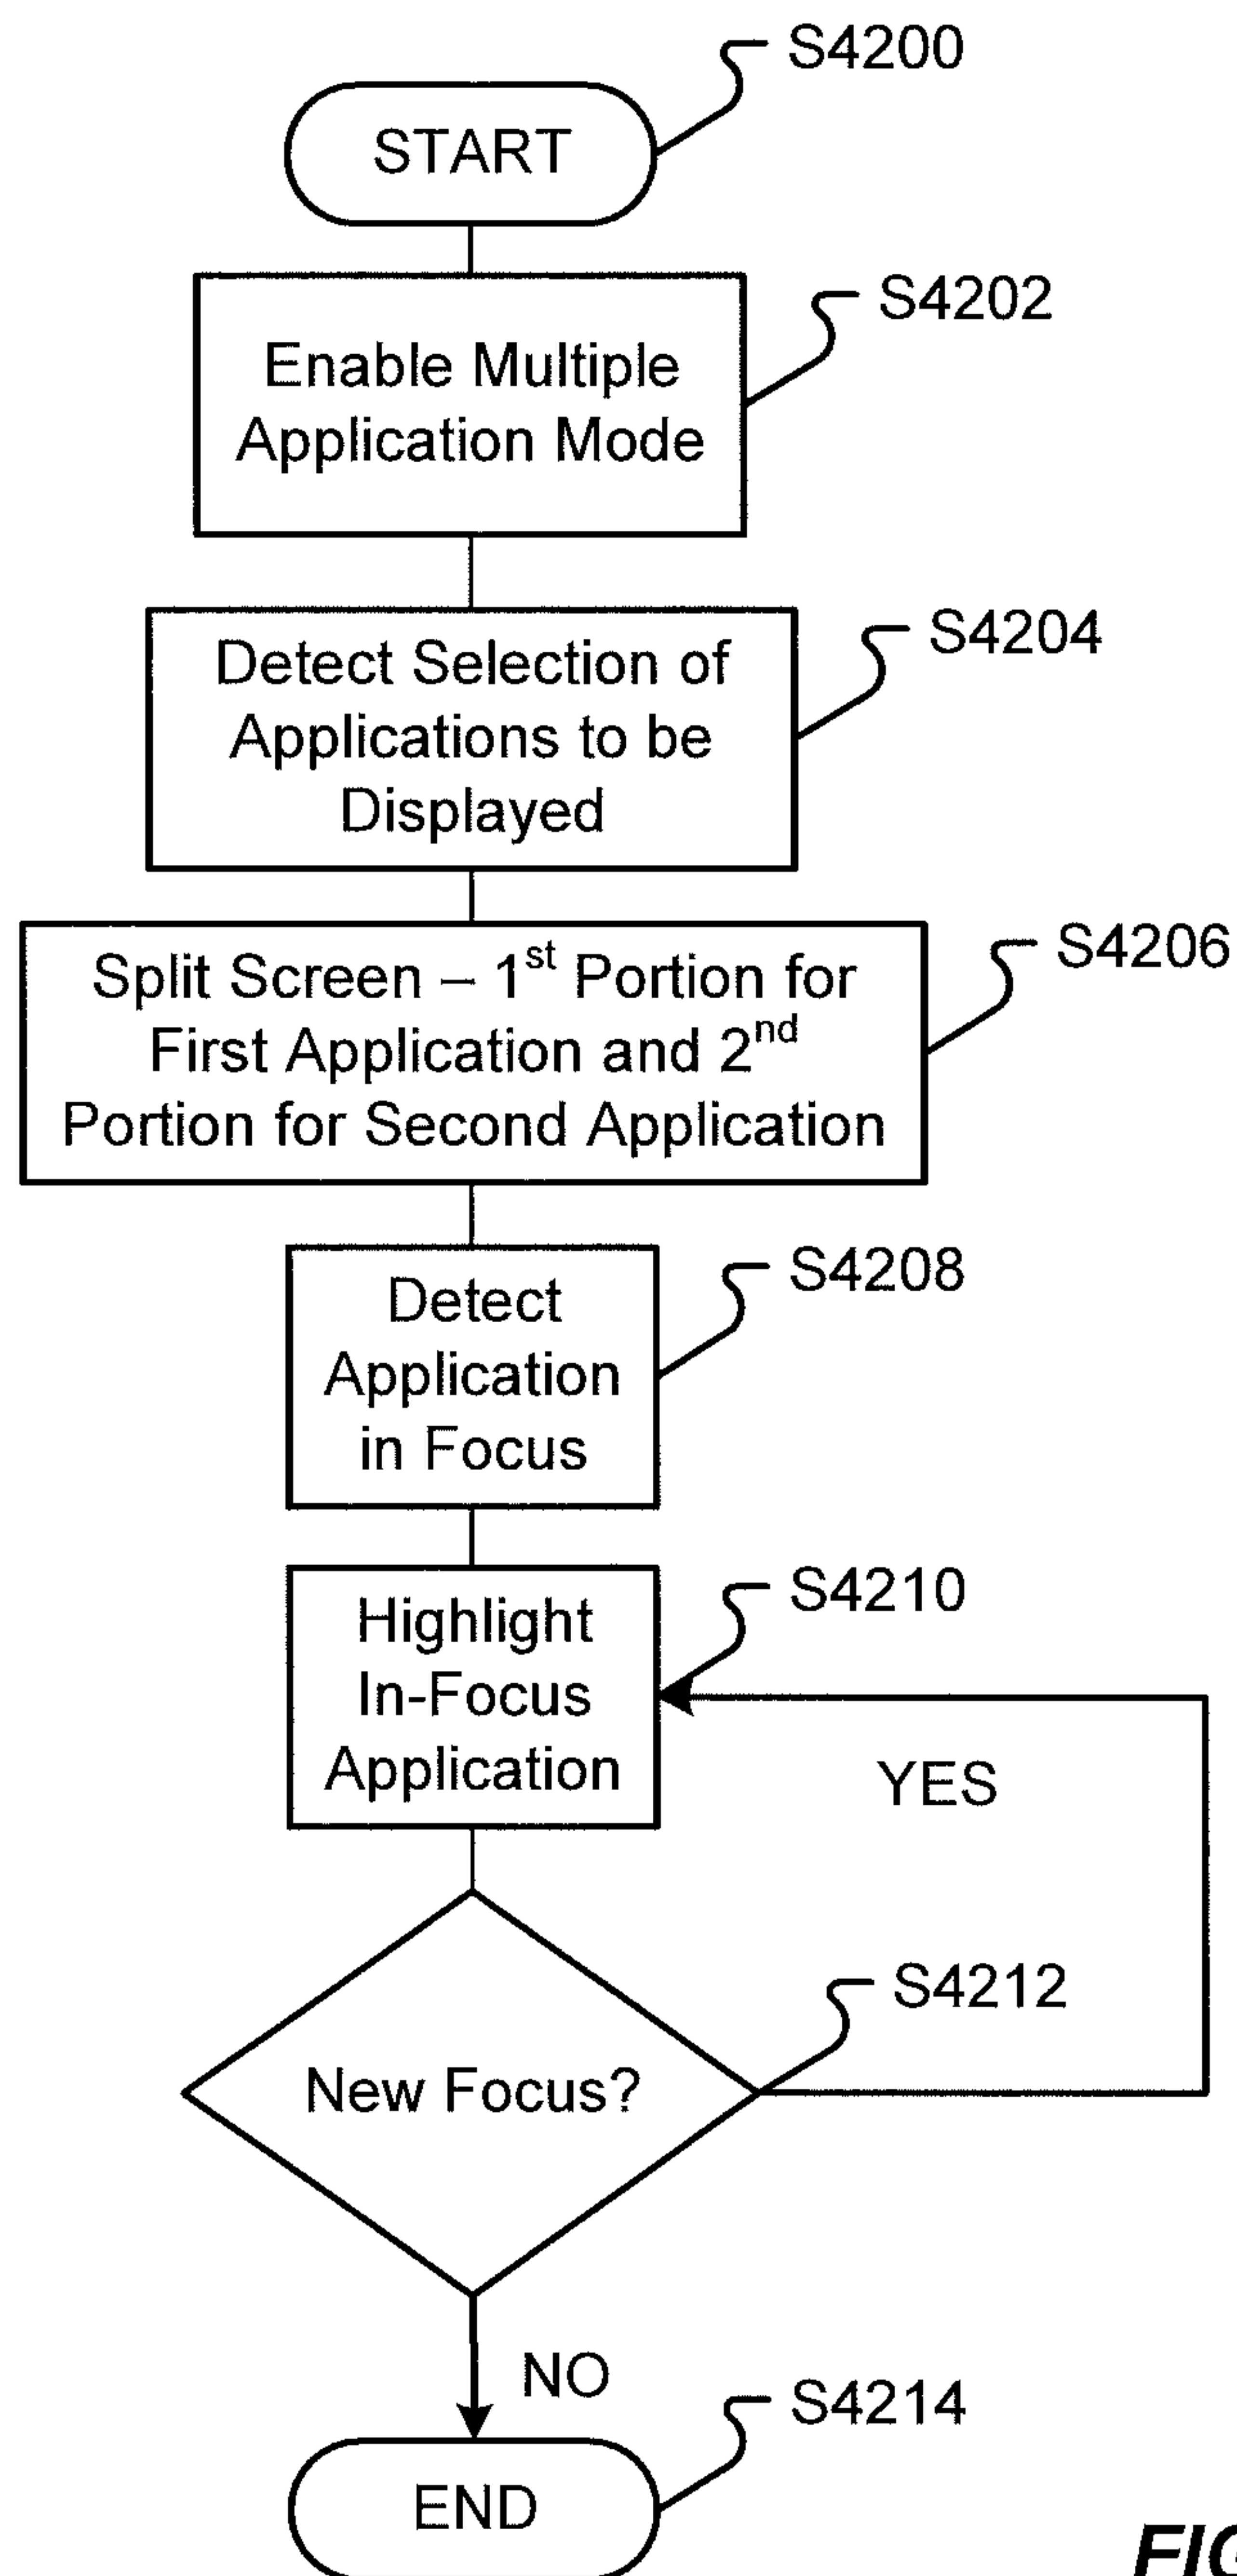 S4200
START
S4202
Enable Multiple
Application Mode
S4204
Detect Selection of
Applications to be
Displayed
S4206
Split Screen – 1st Portion for
First Application and 2nd
Portion for Second Application
S4208
Detect
Application
in Focus
S4210
Highlight
In-Focus
Application
YES
S4212
New Focus?
NO
S4214
END